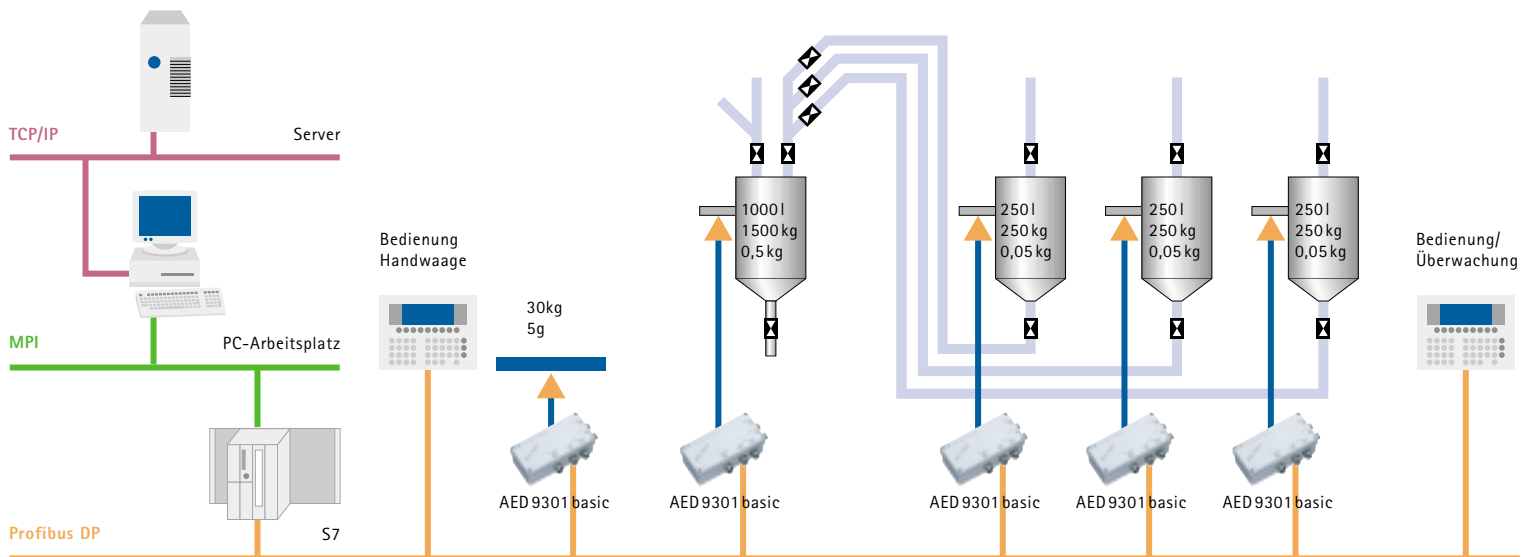 TCP/IP
Server
MPI
PC-Arbeitsplatz
Profibus DP
S7
Bedienung
Handwaage
30kg
5g
AED 9301 basic
1000 l
1500 kg
0,5 kg
AED 9301 basic
250 l
250 kg
0,05 kg
AED 9301 basic
250 l
250 kg
0,05 kg
AED 9301 basic
250 l
250 kg
0,05 kg
AED 9301 basic
Bedienung/
Überwachung